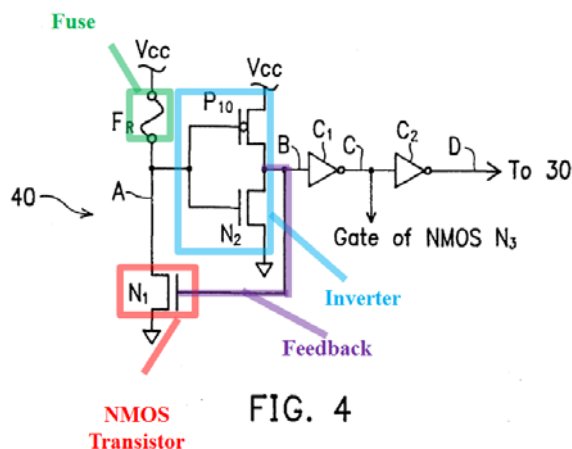 Fuse
Vcc
Vcc
P10
FR
B
C1
C
C2
D
To 30
A
40
N2
Gate of NMOS N3
N1
Inverter
Feedback
NMOS
Transistor
FIG. 4